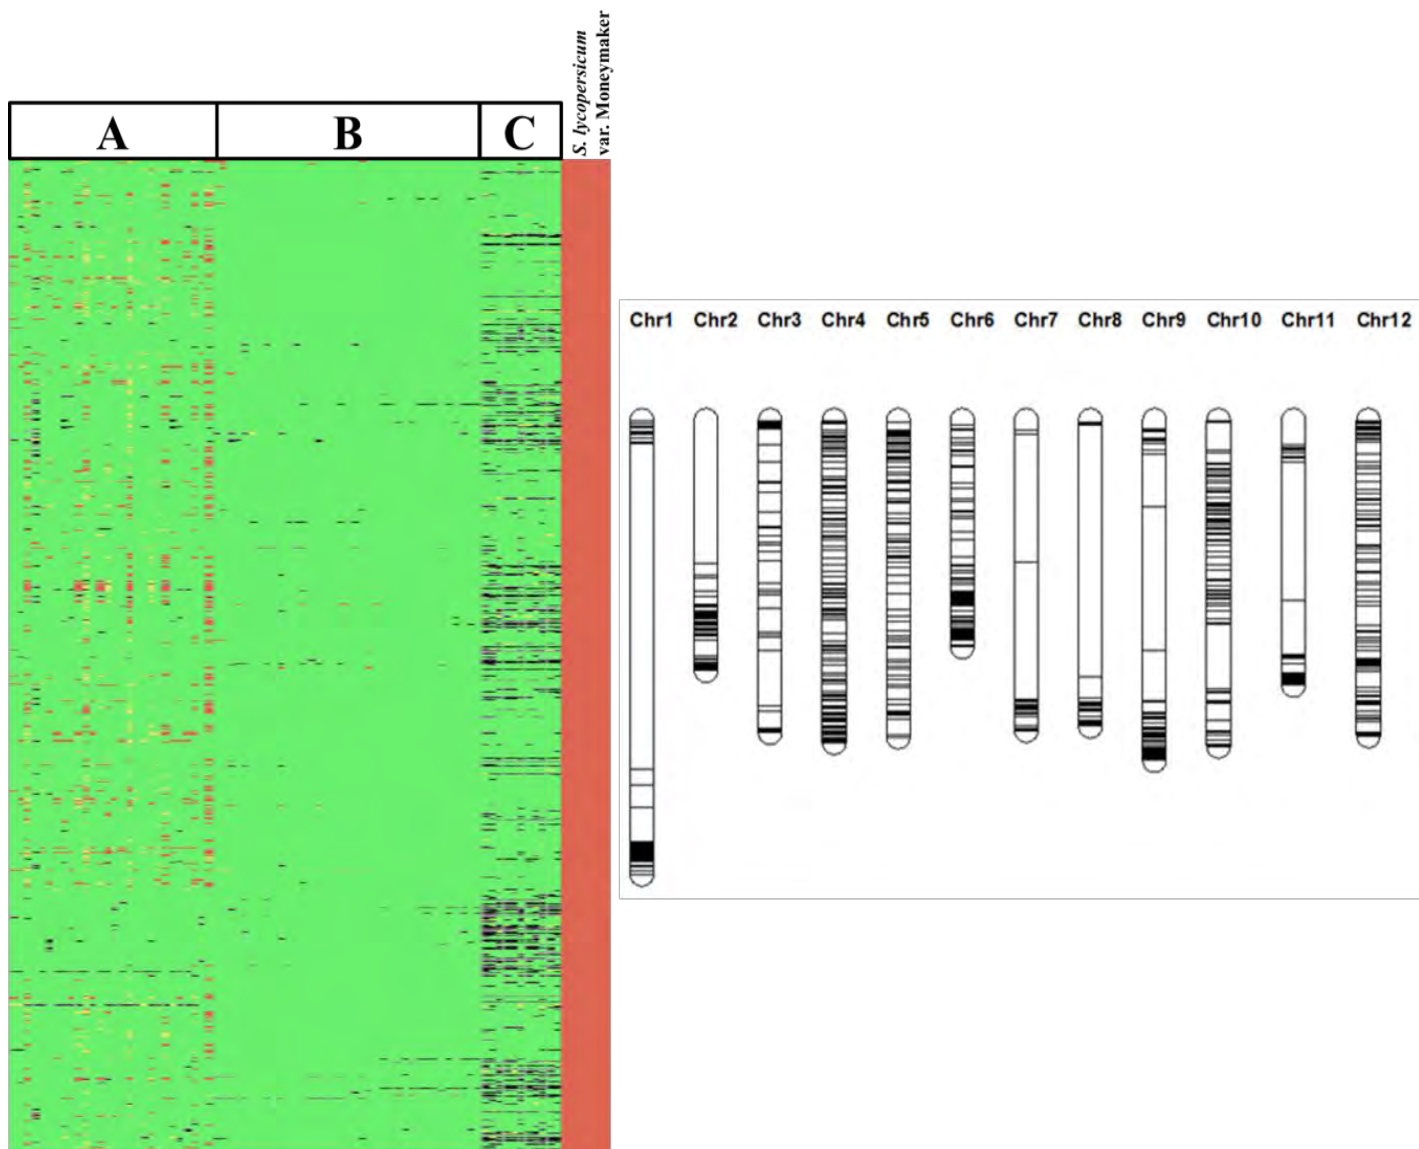 S. lycopersicum
var. Moneymaker
A B C
Chr1 Chr2 Chr3 Chr4 Chr5 Chr6 Chr7 Chr8 Chr9 Chr10 Chr11 Chr12